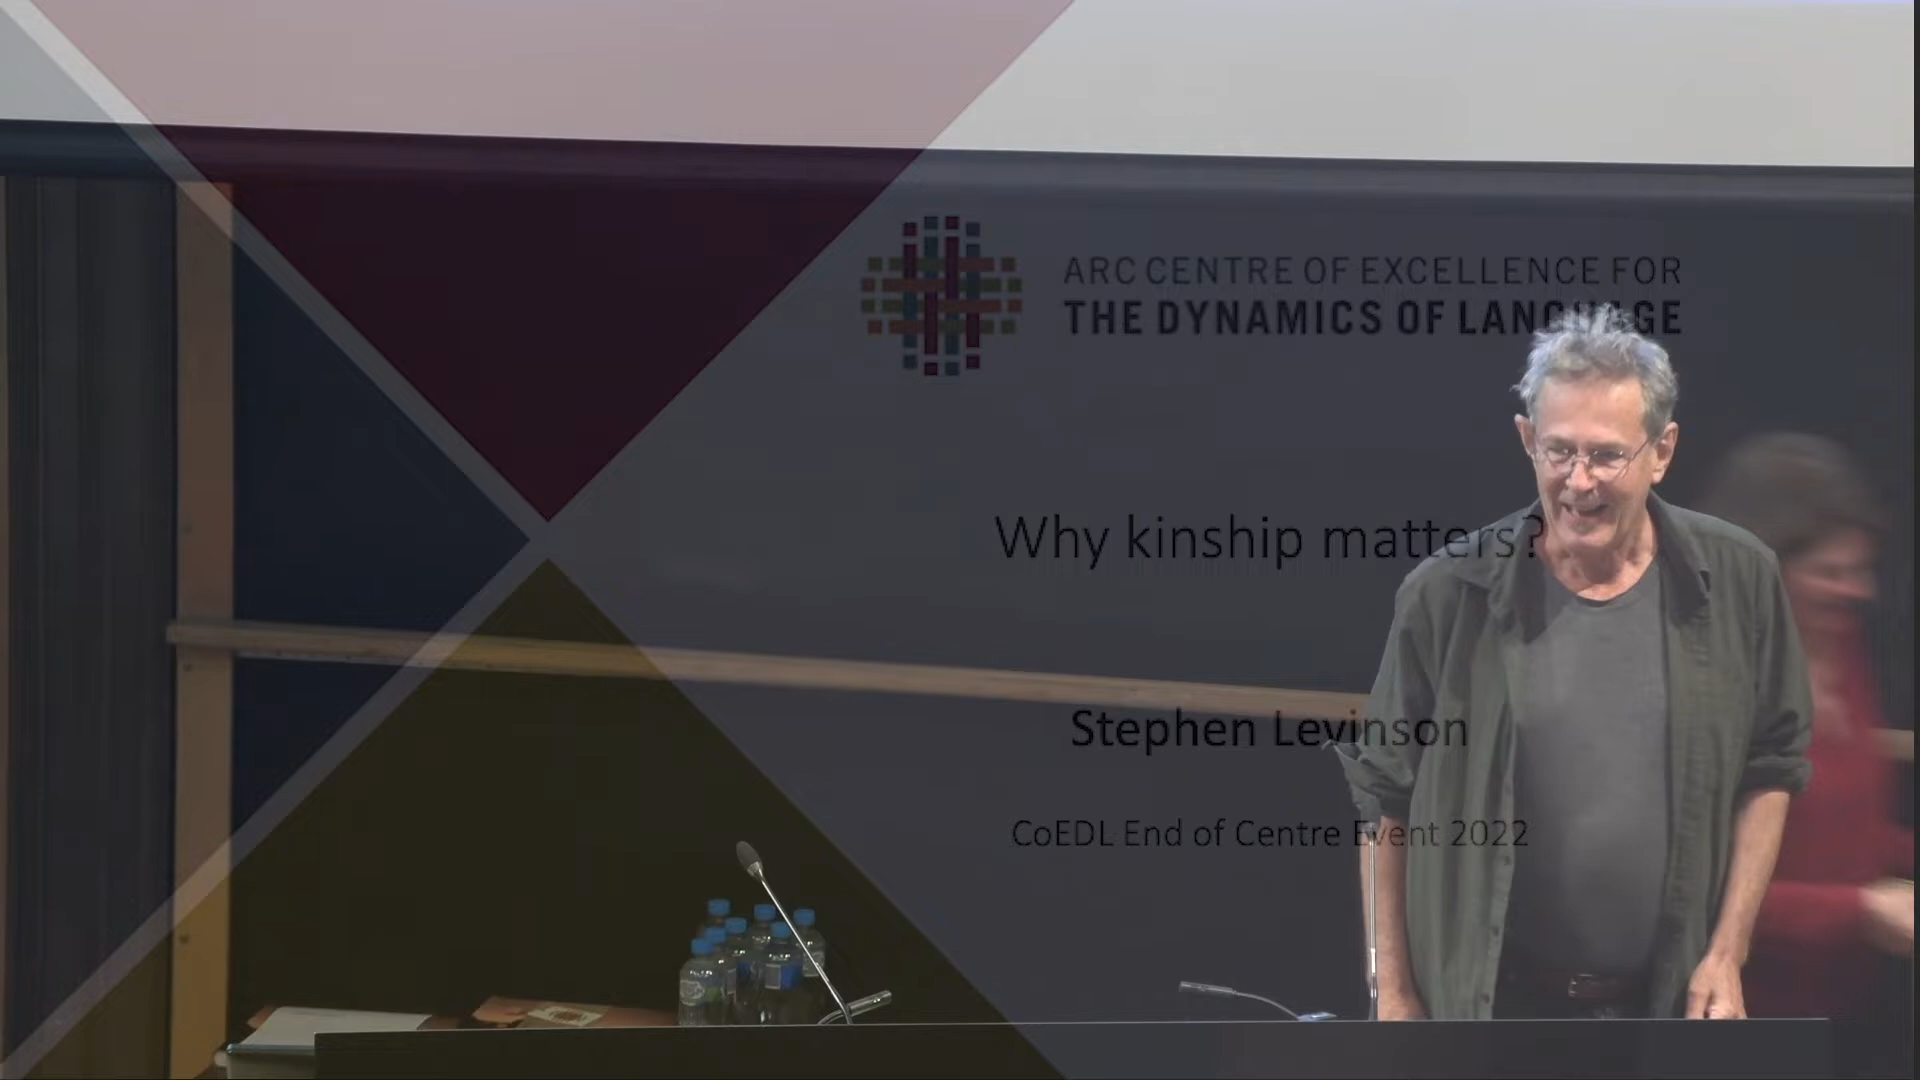 ARC CENTRE OF EXCELLENCE FOR
THE DYNAMICS OF LANGUAGE
Why kinship matters?
Stephen Levinson
CoEDL End of Centre Event 2022